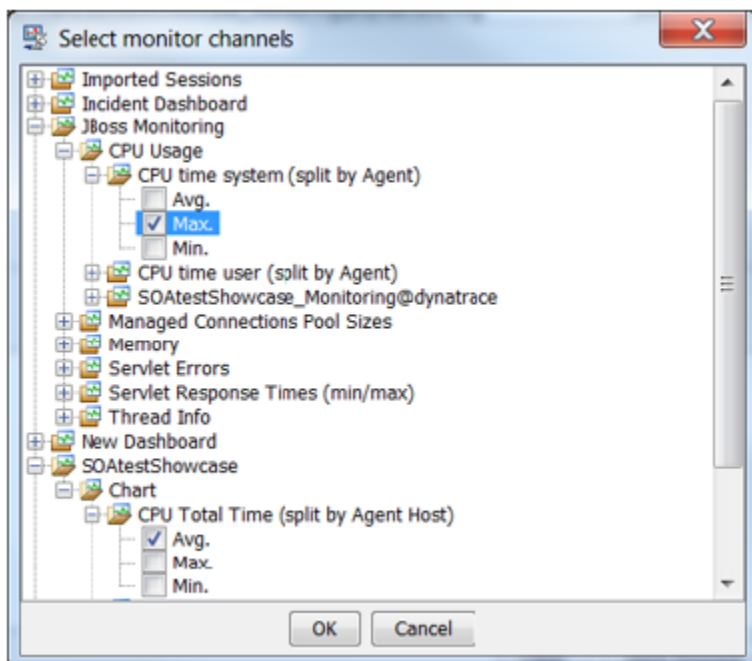 Select monitor channels
Imported Sessions
Incident Dashboard
JBoss Monitoring
CPU Usage
CPU time system (split by Agent)
Avg.
Max.
Min.
CPU time user (split by Agent)
SOAtestShowcase_Monitoring@dynatrace
Managed Connections Pool Sizes
Memory
Servlet Errors
Servlet Response Times (min/max)
Thread Info
New Dashboard
SOAtestShowcase
Chart
CPU Total Time (split by Agent Host)
Avg.
Max.
Min.
OK Cancel